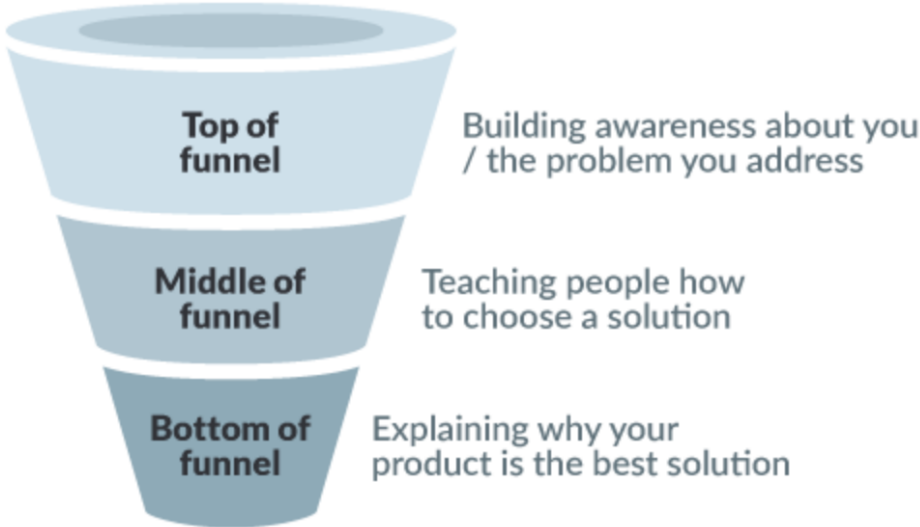 Top of
funnel
Building awareness about you
/ the problem you address
Middle of
funnel
Teaching people how
to choose a solution
Bottom of
funnel
Explaining why your
product is the best solution